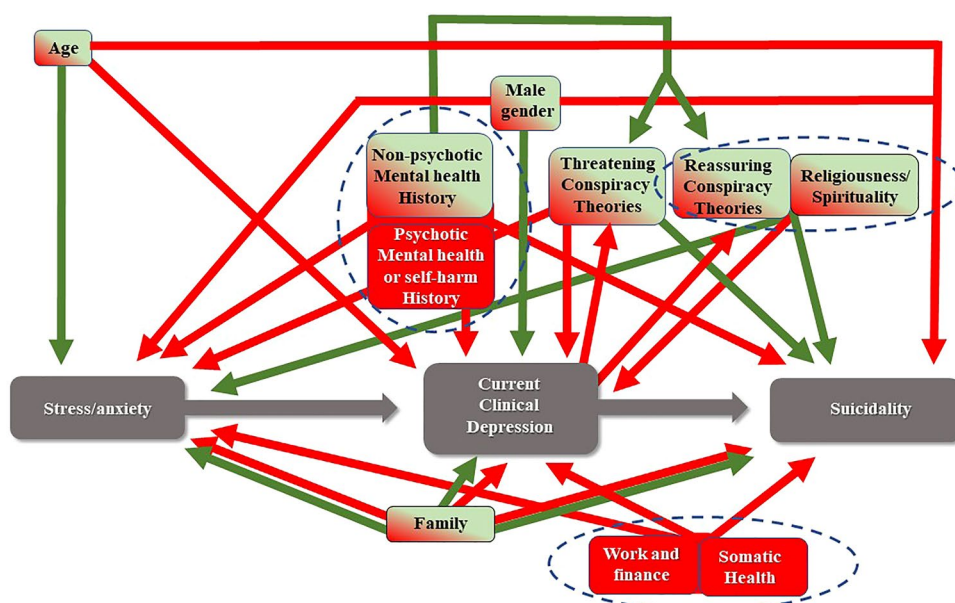 Age
Male
gender
Non-psychotic
Mental health
History
Threatening
Conspiracy
Theories
Reassuring
Conspiracy
Theories
Religiousness/
Spirituality
Psychotic
Mental health
or self-harm
History
Stress/anxiety
Current
Clinical
Depression
Suicidality
Family
Work and
finance
Somatic
Health